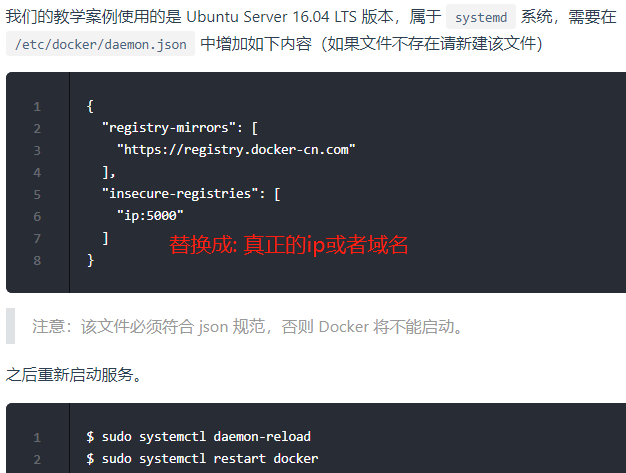 我们的教学案例使用的是 Ubuntu Server 16.04 LTS 版本，属于 systemd 系统，需要在
/etc/docker/daemon.json 中增加如下内容（如果文件不存在请新建该文件）
1 {
2 "registry-mirrors": [
3 "https://registry.docker-cn.com"
4 ],
5 "insecure-registries": [
6 "ip:5000"
7 ] 替换成: 真正的ip或者域名
8 }
注意：该文件必须符合 json 规范，否则 Docker 将不能启动。
之后重新启动服务。
1 $ sudo systemctl daemon-reload
2 $ sudo systemctl restart docker